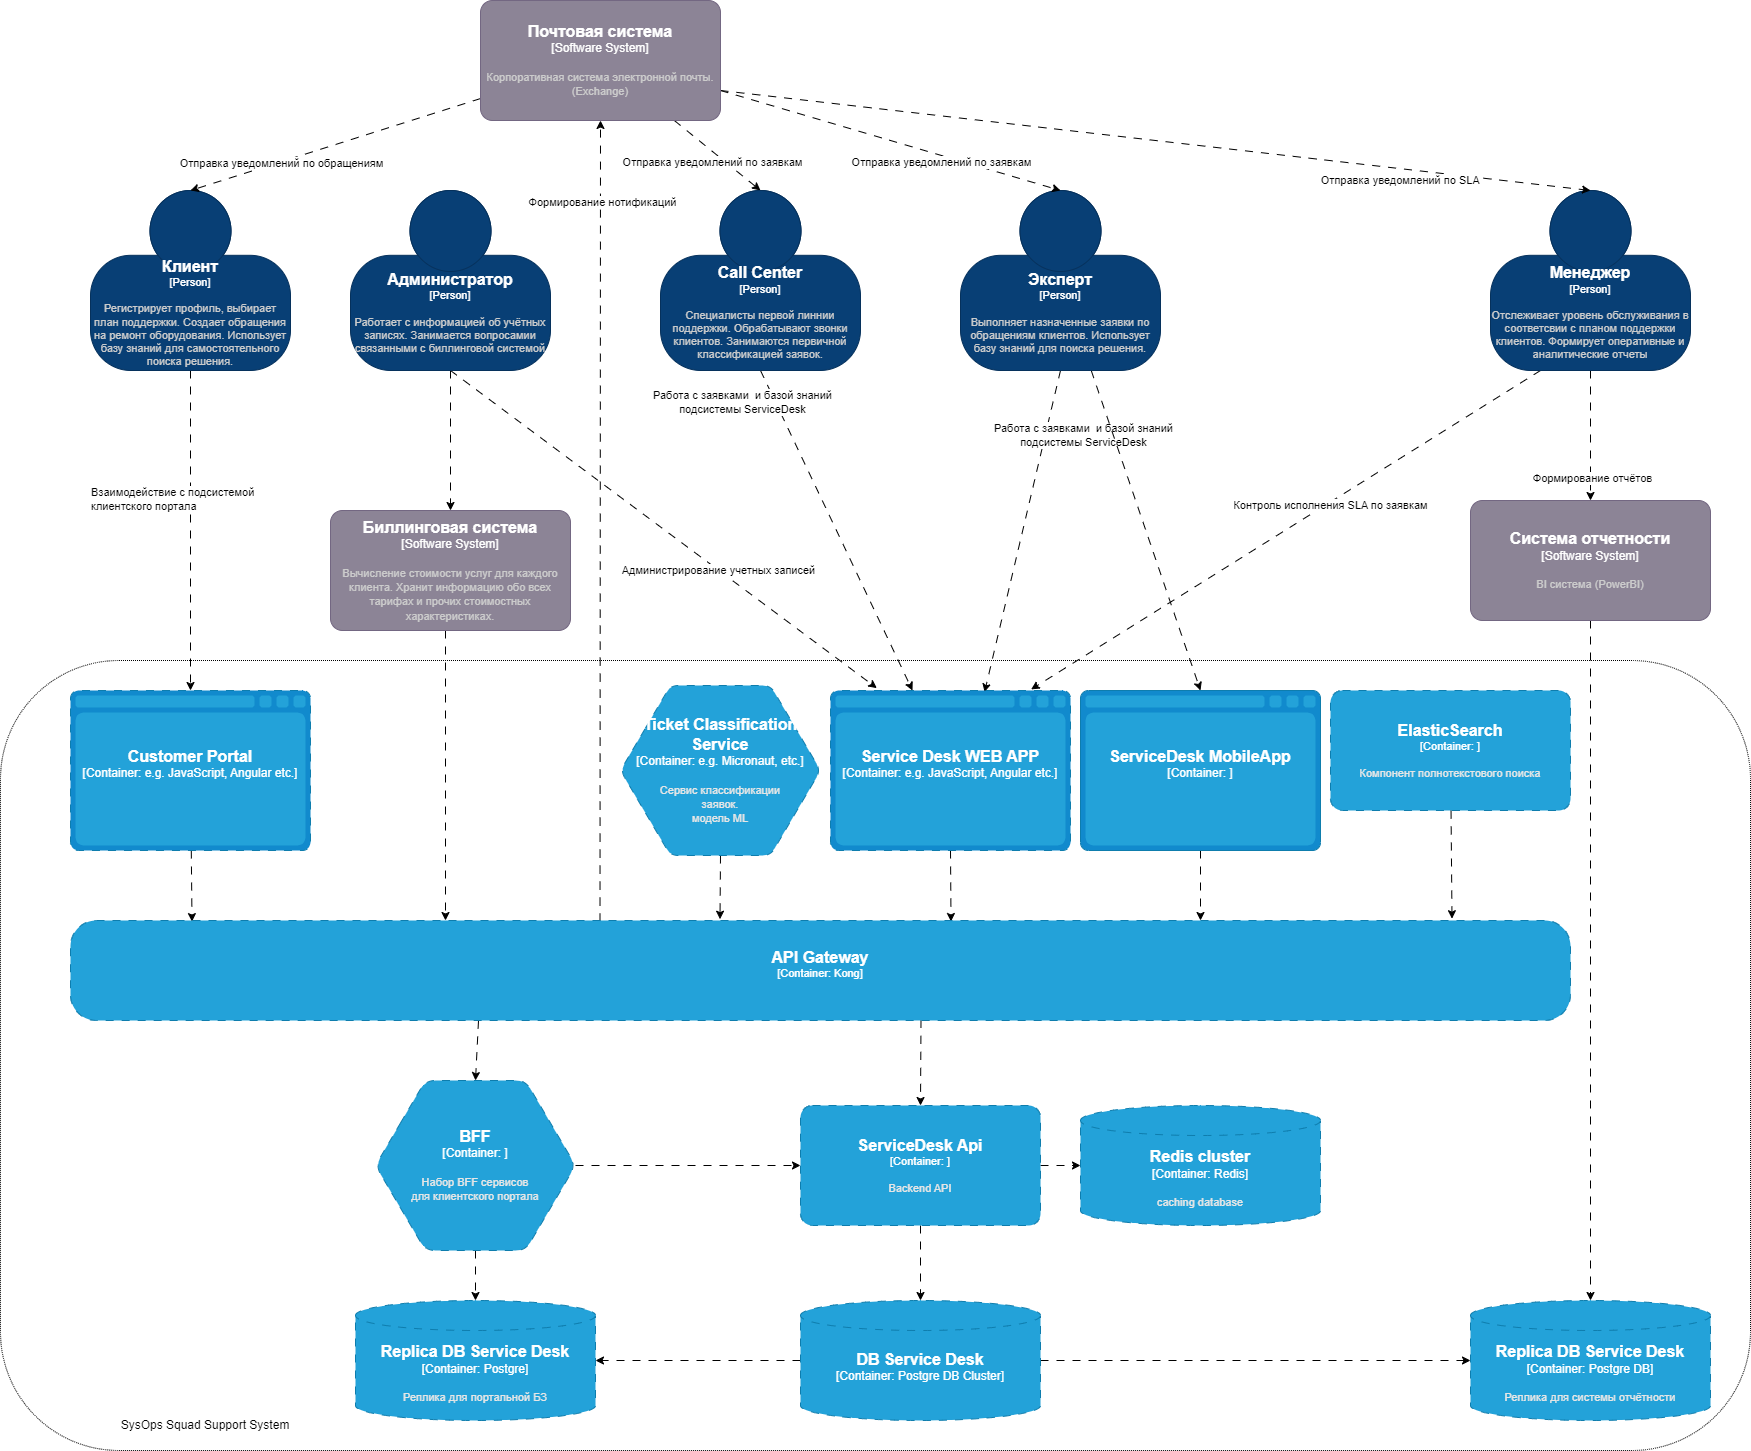 Почтовая система
[Software System]
Корпоративная система электронной почты.
(Exchange)
Отправка уведомлений по обращениям
Отправка уведомлений по заявкам
Отправка уведомлений по заявкам
Отправка уведомлений по SLA
Формирование нотификаций
Клиент
[Person]
Регистрирует профиль, выбирает
план поддержки. Создает обращения
на ремонт оборудования. Использует
базу знаний для самостоятельного
поиска решения.
Администратор
[Person]
Работает с информацией об учётных
записях. Занимается вопросами
связанными с биллинговой системой.
Call Center
[Person]
Специалисты первой линнии
поддержки. Обрабатывают звонки
клиентов. Занимаются первичной
классификацией заявок.
Эксперт
[Person]
Выполняет назначенные заявки по
обращениям клиентов. Использует
базу знаний для поиска решения.
Менеджер
[Person]
Отслеживает уровень обслуживания в
соответсвии с планом поддержки
клиентов. Формирует оперативные и
аналитические отчеты
Работа с заявками  и базой знаний
подсистемы ServiceDesk
Работа с заявками  и базой знаний
подсистемы ServiceDesk
Взаимодействие с подсистемой
клиентского портала
Формирование отчётов
Контроль исполнения SLA по заявкам
Администрирование учетных записей
Биллинговая система
[Software System]
Вычисление стоимости услуг для каждого
клиента. Хранит информацию обо всех
тарифах и прочих стоимостных
характеристиках.
Система отчетности
[Software System]
BI система (PowerBI)
Customer Portal
[Container: e.g. JavaScript, Angular etc.]
Ticket Classification
Service
[Container: e.g. Micronaut, etc.]
Сервис классификации
заявок.
модель ML
Service Desk WEB APP
[Container: e.g. JavaScript, Angular etc.]
ServiceDesk MobileApp
[Container: ]
ElasticSearch
[Container: ]
Компонент полнотекстового поиска
API Gateway
[Container: Kong]
BFF
[Container: ]
Набор BFF сервисов
для клиентского портала
ServiceDesk Api
[Container: ]
Backend API
Redis cluster
[Container: Redis]
caching database
Replica DB Service Desk
[Container: Postgre]
Реплика для портальной БЗ
DB Service Desk
[Container: Postgre DB Cluster]
Replica DB Service Desk
[Container: Postgre DB]
Реплика для системы отчётности
SysOps Squad Support System